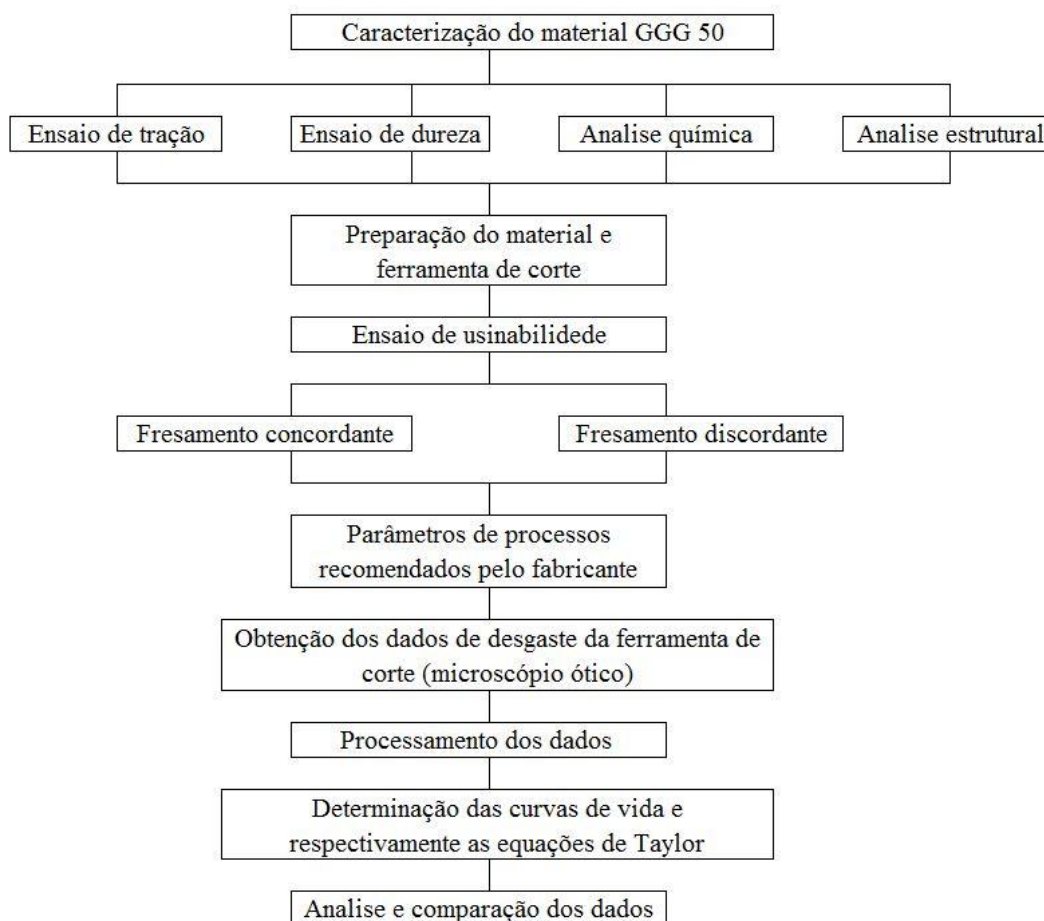 Caracterização do material GGG 50
Ensaio de tração
Ensaio de dureza
Analise química
Analise estrutural
Preparação do material e
ferramenta de corte
Ensaio de usinabilidede
Fresamento concordante
Fresamento discordante
Parâmetros de processos
recomendados pelo fabricante
Obtenção dos dados de desgaste da ferramenta de
corte (microscópio ótico)
Processamento dos dados
Determinação das curvas de vida e
respectivamente as equações de Taylor
Analise e comparação dos dados